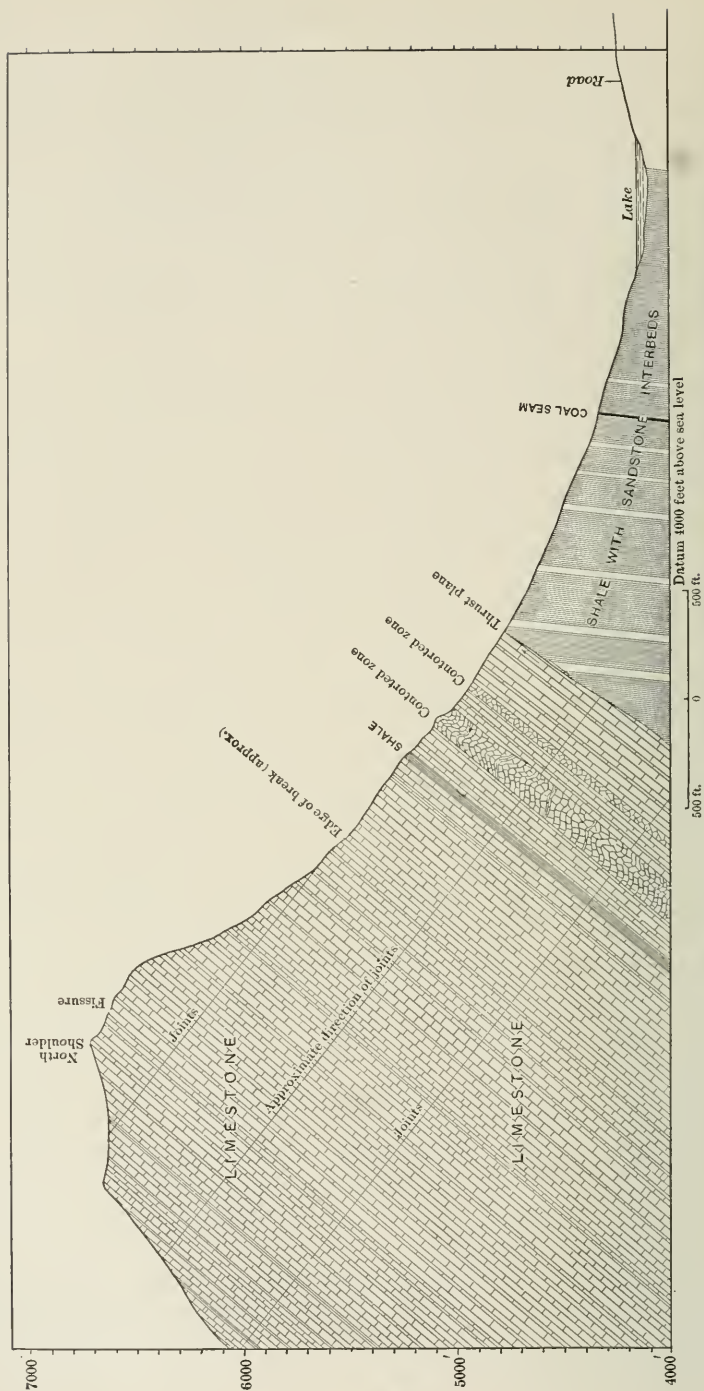 7000
6000
5000
4000
North
Shoulder
Fissure
Edge of break (approx.)
SHALE
Contorted zone
Contorted zone
Thrust plane
COAL SEAM
Lake
Road
Joints
LIMESTONE
Approximate direction of joints
Joints
LIMESTONE
SHALE WITH SANDSTONE INTERBEDS
Datum 4000 feet above sea level
500 ft. 0 500 ft.